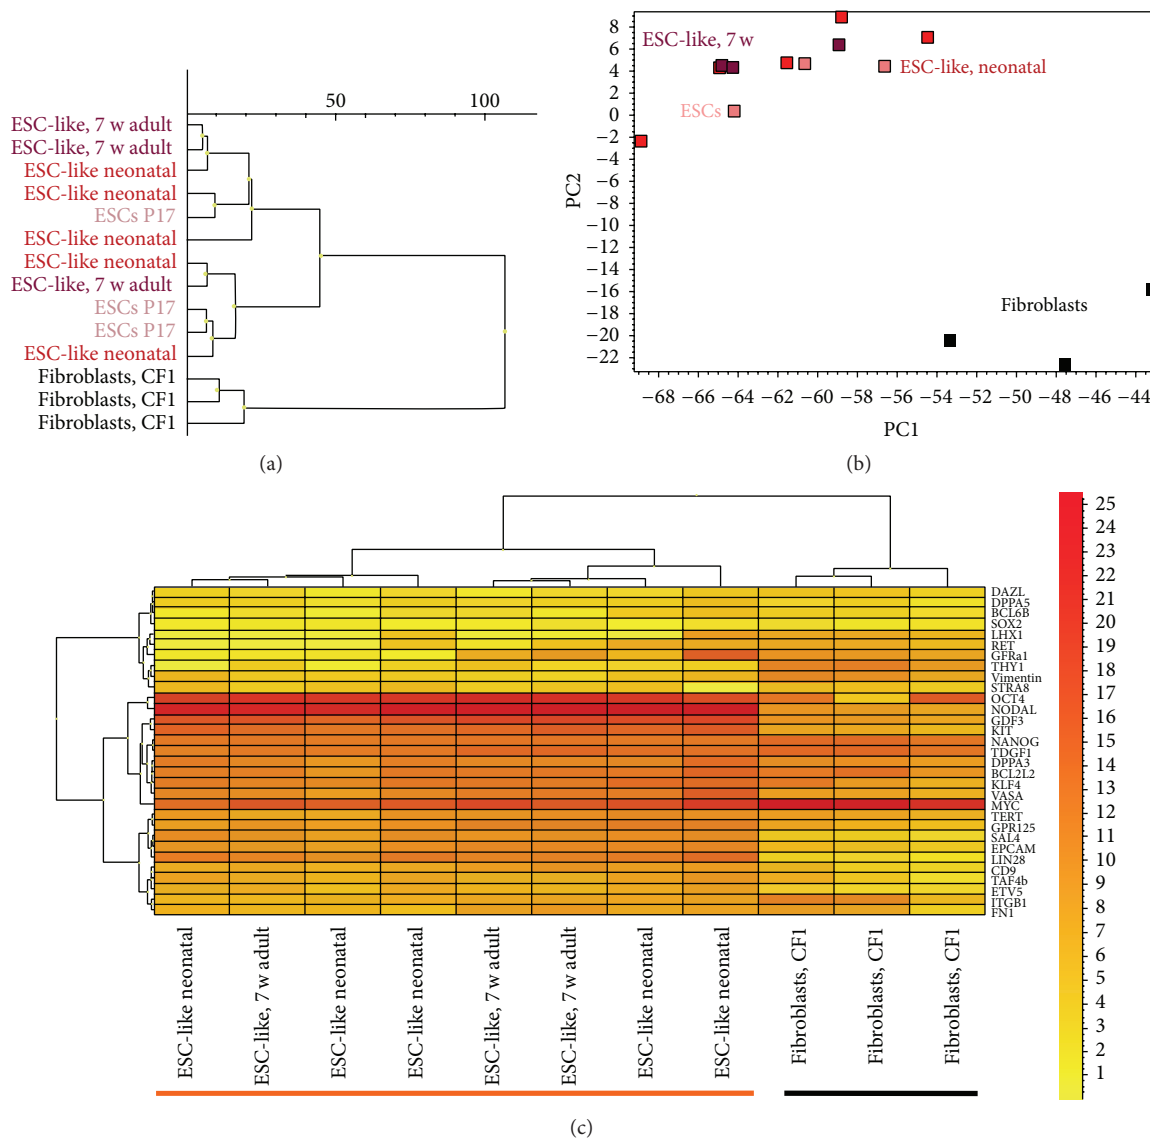 50
100
ESC-like, 7 w adult
ESC-like, 7 w adult
ESC-like neonatal
ESC-like neonatal
ESCs P17
ESC-like neonatal
ESC-like neonatal
ESC-like, 7 w adult
ESCs P17
ESCs P17
ESC-like neonatal
Fibroblasts, CF1
Fibroblasts, CF1
Fibroblasts, CF1
(a)
8
6
4
2
0
−2
−4
−6
−8
−10
−12
−14
−16
−18
−20
−22
PC2
ESC-like, 7 w
ESC-like, neonatal
ESCs
Fibroblasts
−68 −66 −64 −62 −60 −58 −56 −54 −52 −50 −48 −46 −44
PC1
(b)
DAZL
DPPA5
BCL6B
SOX2
LHX1
RET
GFRa1
THY1
Vimentin
STRA8
OCT4
NODAL
GDF3
KIT
NANOG
TDGF1
DPPA3
BCL2L2
KLF4
VASA
MYC
TERT
GPR125
SAL4
EPCAM
LIN28
CD9
TAF4b
ETV5
ITGB1
FN1
25
24
23
22
21
20
19
18
17
16
15
14
13
12
11
10
9
8
7
6
5
4
3
2
1
ESC-like neonatal
ESC-like, 7 w adult
ESC-like neonatal
ESC-like neonatal
ESC-like, 7 w adult
ESC-like, 7 w adult
ESC-like neonatal
ESC-like neonatal
Fibroblasts, CF1
Fibroblasts, CF1
Fibroblasts, CF1
(c)